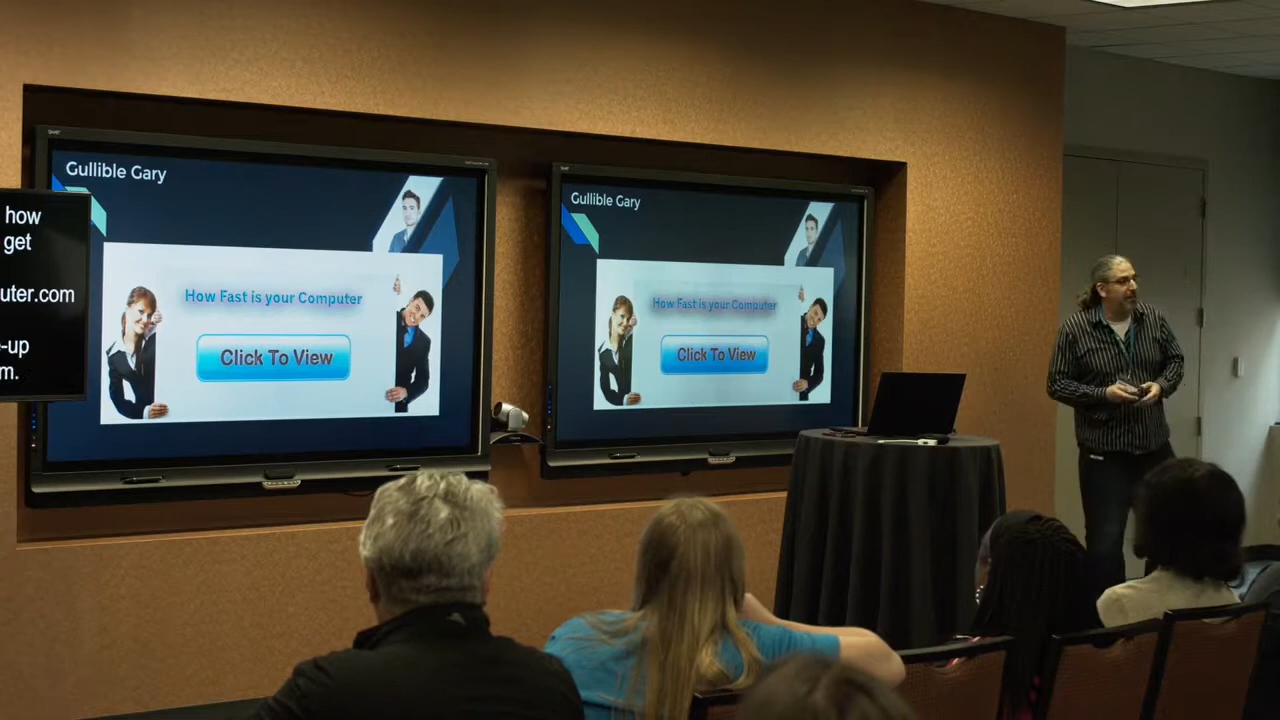 Gullible Gary
How Fast is your Computer
Click To View
Gullible Gary
How Fast is your Computer
Click To View
how
get
uter.com
e-up
m.
SMART